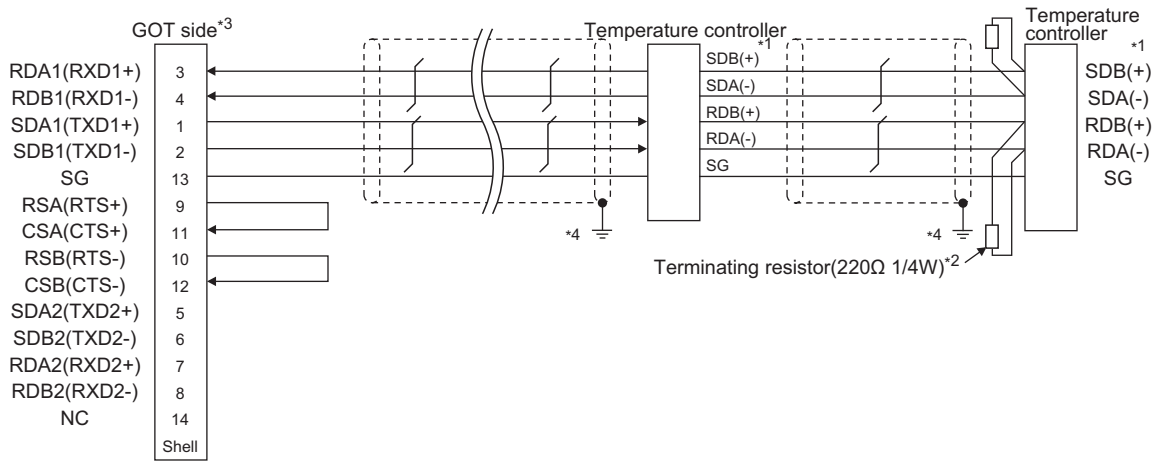 GOT side*3
Temperature controller
*1
Temperature
controller
*1
RDA1(RXD1+) 3 SDB(+) SDB(+)
RDB1(RXD1-) 4 SDA(-) SDA(-)
SDA1(TXD1+) 1 RDB(+) RDB(+)
SDB1(TXD1-) 2 RDA(-) RDA(-)
SG 13 SG SG
RSA(RTS+) 9
CSA(CTS+) 11 *4 *4
RSB(RTS-) 10 Terminating resistor(220Ω 1/4W)*2
CSB(CTS-) 12
SDA2(TXD2+) 5
SDB2(TXD2-) 6
RDA2(RXD2+) 7
RDB2(RXD2-) 8
NC 14
Shell